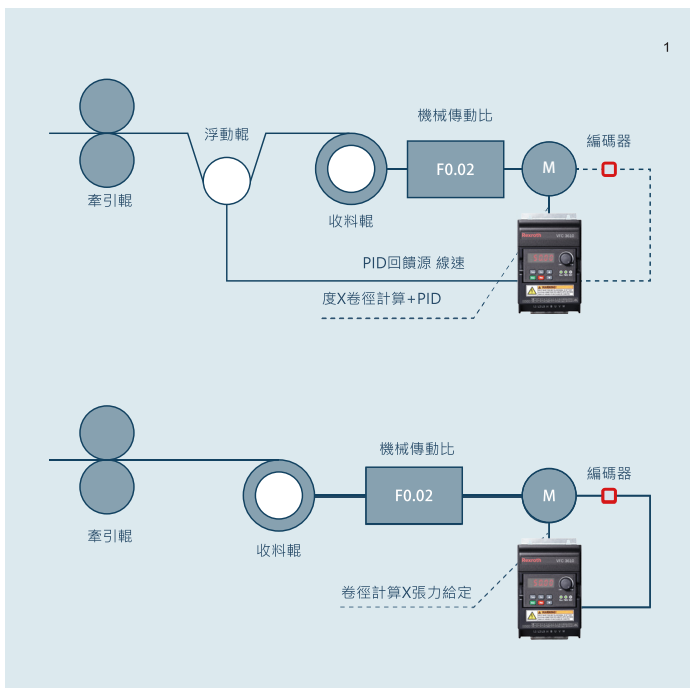 1
機械傳動比
浮動輥
編碼器
F0.02
M
牽引輥
收料輥
Rexroth
PID回饋源 線速
度X卷徑計算+PID
機械傳動比
編碼器
F0.02
M
牽引輥
收料輥
Rexroth
卷徑計算X張力給定